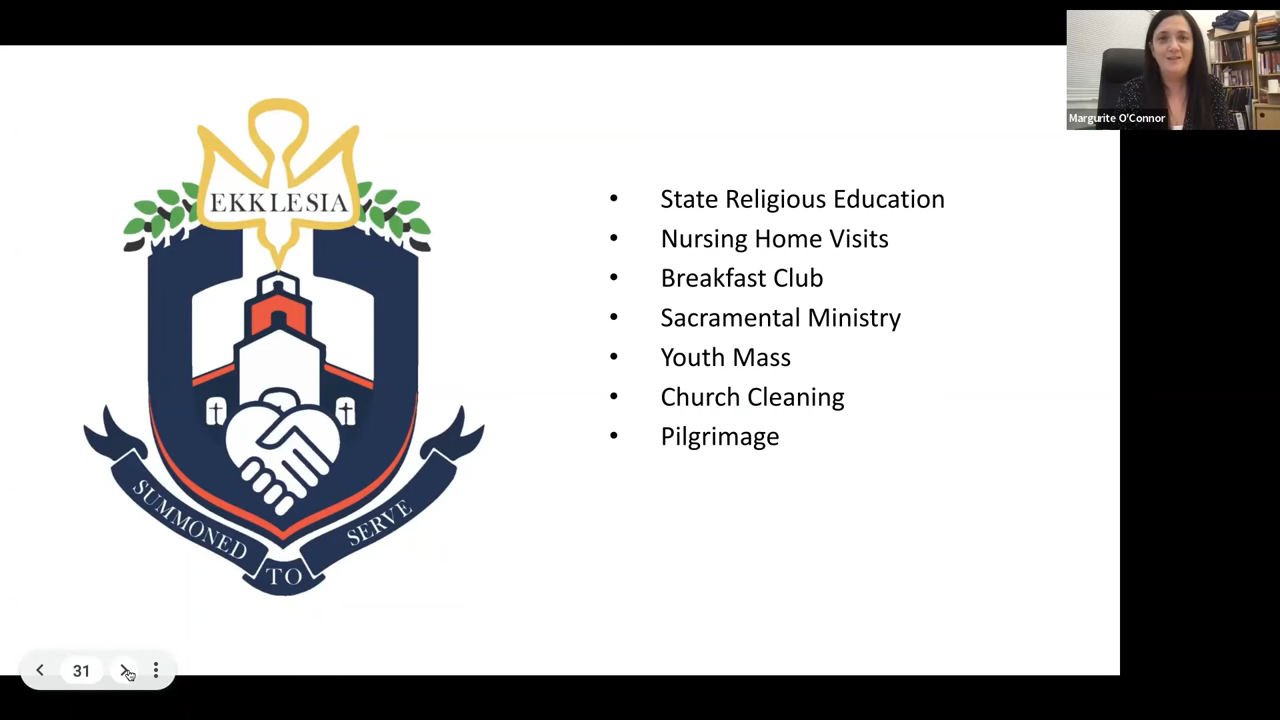 Margurite O'Connor
EKKLESIA
SUMMONED TO SERVE
• State Religious Education
• Nursing Home Visits
• Breakfast Club
• Sacramental Ministry
• Youth Mass
• Church Cleaning
• Pilgrimage
31